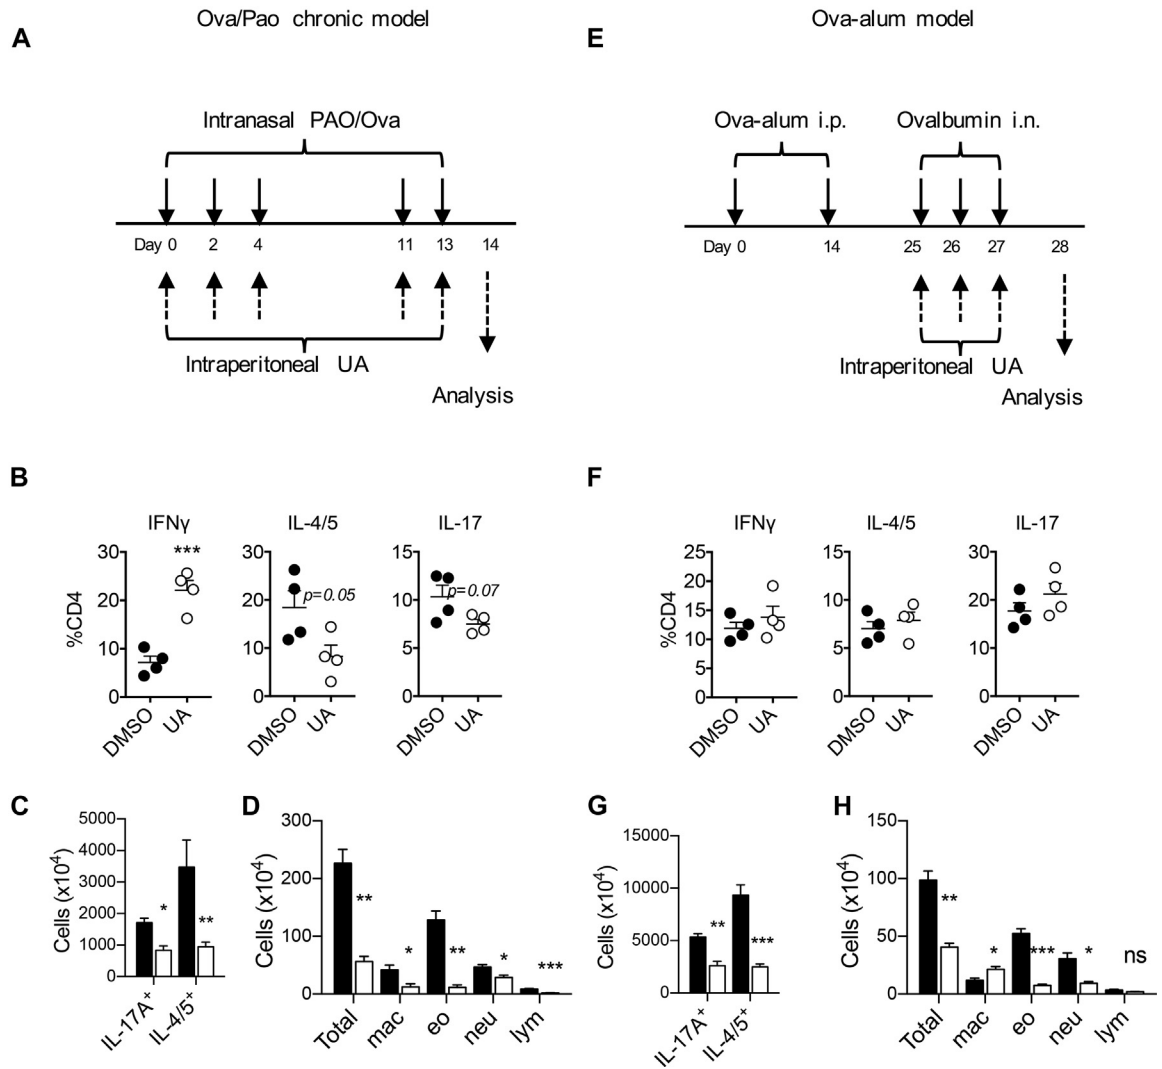 Ova/Pao chronic model
Ova-alum model
A
Intranasal PAO/Ova
Day 0 2 4 11 13 14
Intraperitoneal UA
Analysis
E
Ova-alum i.p.
Ovalbumin i.n.
Day 0 14 25 26 27 28
Intraperitoneal UA
Analysis
B
IFNγ
%CD4
30
20
10
0
***
DMSO
UA
IL-4/5
30
20
10
0
p=0.05
DMSO
UA
IL-17
15
10
5
0
p=0.07
DMSO
UA
F
IFNγ
%CD4
25
20
15
10
5
0
DMSO
UA
IL-4/5
15
10
5
0
DMSO
UA
IL-17
30
20
10
0
DMSO
UA
C
Cells (x10⁴)
5000
4000
3000
2000
1000
0
*
**
IL-17A⁺
IL-4/5⁺
D
Cells (x10⁴)
300
200
100
0
**
*
**
*
***
Total
mac
eo
neu
lym
G
Cells (x10⁴)
15000
10000
5000
0
**
***
IL-17A⁺
IL-4/5⁺
H
Cells (x10⁴)
150
100
50
0
**
*
***
*
ns
Total
mac
eo
neu
lym